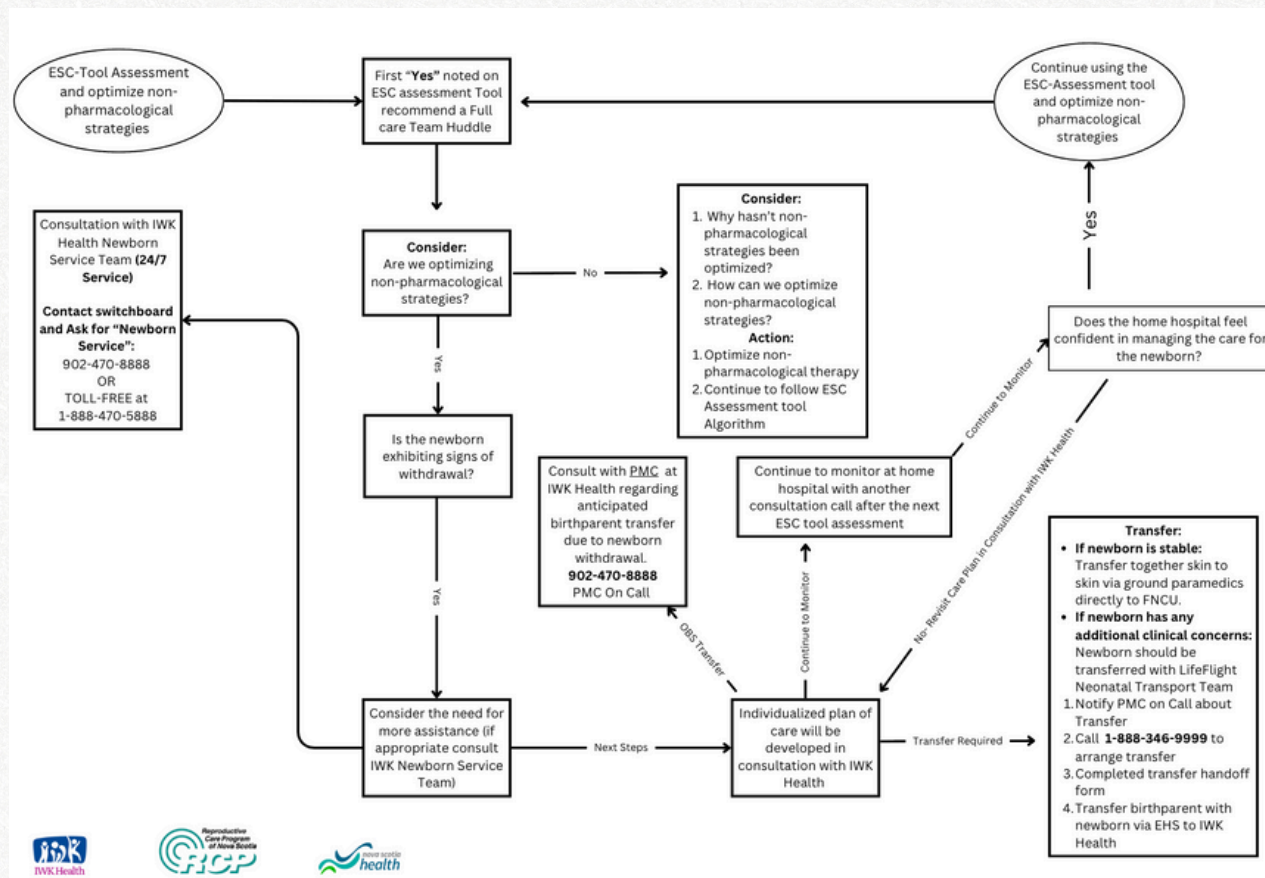 ESC-Tool Assessment
and optimize non-
pharmacological
strategies
First "Yes" noted on
ESC assessment Tool
recommend a Full
care Team Huddle
Continue using the
ESC-Assessment tool
and optimize non-
pharmacological
strategies
Consultation with IWK
Health Newborn
Service Team (24/7
Service)
Contact switchboard
and Ask for "Newborn
Service":
902-470-8888
OR
TOLL-FREE at
1-888-470-5888
Consider:
Are we optimizing
non-pharmacological
strategies?
No
Consider:
1. Why hasn't non-
pharmacological
strategies been
optimized?
2. How can we optimize
non-pharmacological
strategies?
Action:
1. Optimize non-
pharmacological therapy
2. Continue to follow ESC
Assessment tool
Algorithm
Yes
Does the home hospital feel
confident in managing the care for
the newborn?
Yes
Is the newborn
exhibiting signs of
withdrawal?
Yes
Consult with PMC at
IWK Health regarding
anticipated
birthparent transfer
due to newborn
withdrawal.
902-470-8888
PMC On Call
Continue to monitor at home
hospital with another
consultation call after the next
ESC tool assessment
Continue to Monitor
No- Revisit Care Plan in Consultation with IWK Health
OBS Transfer
Continue to Monitor
Consider the need for
more assistance (if
appropriate consult
IWK Newborn Service
Team)
Next Steps
Individualized plan of
care will be
developed in
consultation with IWK
Health
Transfer Required
Transfer:
• If newborn is stable:
Transfer together skin to
skin via ground paramedics
directly to FNCU.
• If newborn has any
additional clinical concerns:
Newborn should be
transferred with LifeFlight
Neonatal Transport Team
1. Notify PMC on Call about
Transfer
2. Call 1-888-346-9999 to
arrange transfer
3. Completed transfer handoff
form
4. Transfer birthparent with
newborn via EHS to IWK
Health
IWK
IWK Health
Reproductive
Care Program
of Nova Scotia
RCP
nova scotia
health